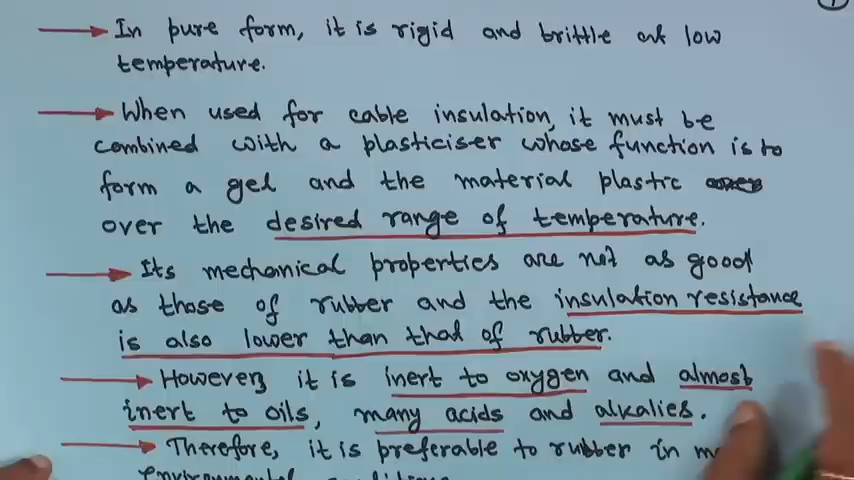 In pure form, it is rigid and brittle at low
temperature.
When used for cable insulation, it must be
combined with a plasticiser whose function is to
form a gel and the material plastic
over the desired range of temperature.
Its mechanical properties are not as good
as those of rubber and the insulation resistance
is also lower than that of rubber.
However, it is inert to oxygen and almost
inert to oils, many acids and alkalies.
Therefore, it is preferable to rubber in